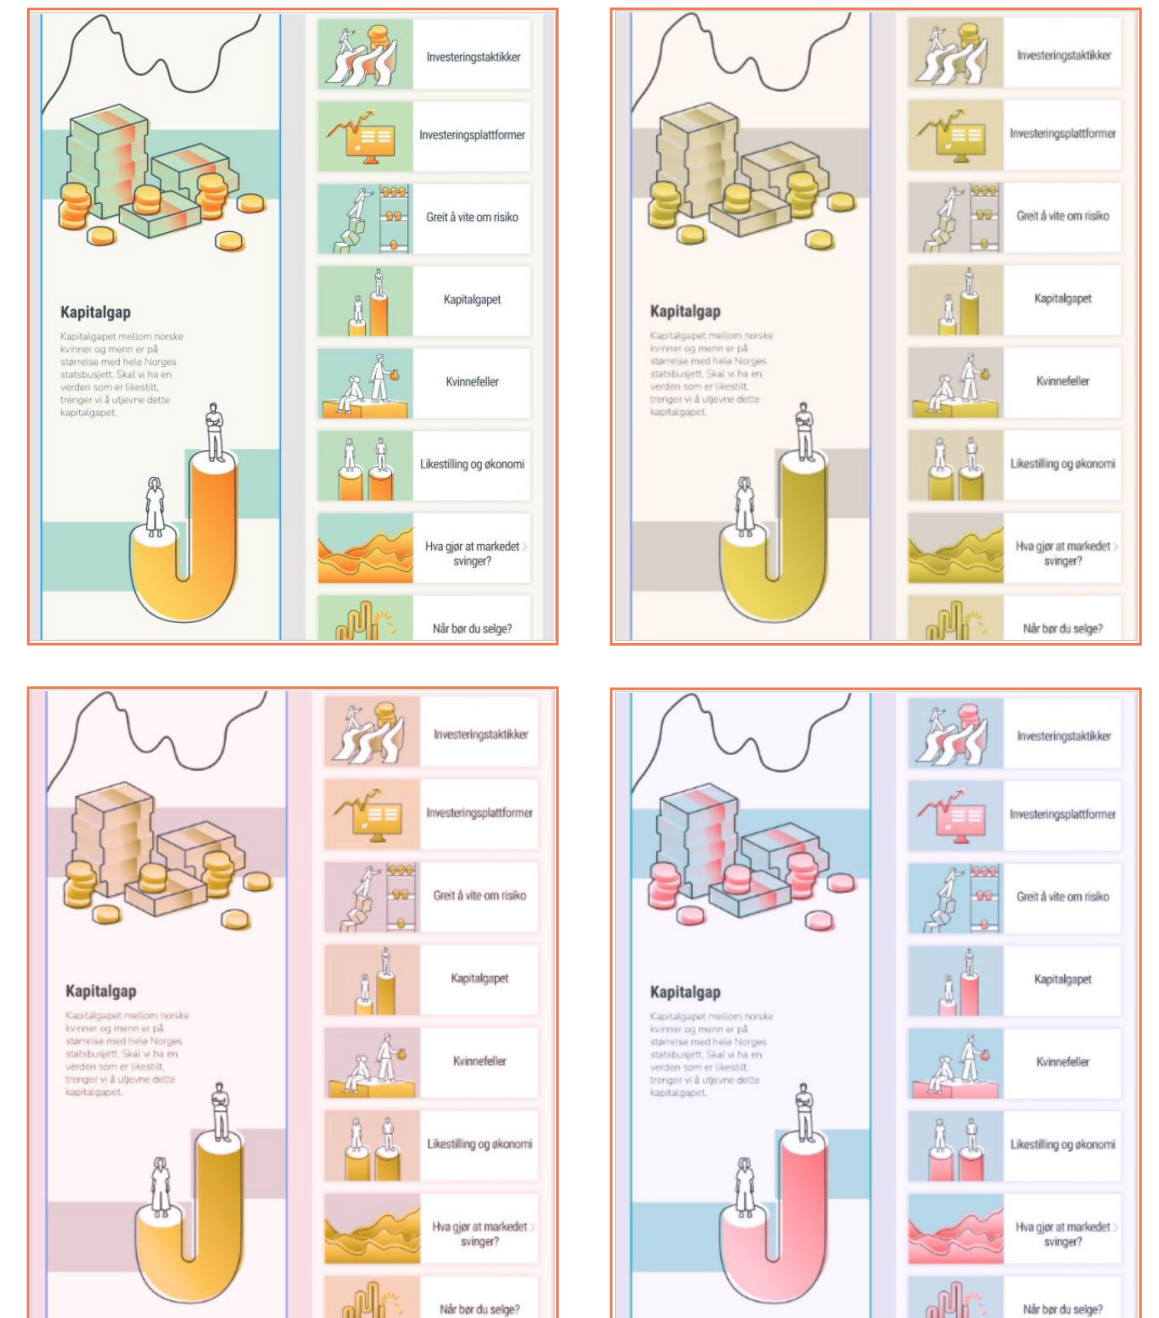 Investeringstaktikker
Investeringsplattformer
Greit å vite om risiko
Kapitalgapet
Kvinnefeller
Likestilling og økonomi
Hva gjør at markedet
svinger?
Når bør du selge?
Kapitalgap
Kapitalgapet mellom norske
kvinner og menn er på
størrelse med hele Norges
statsbusjett. Skal vi ha en
verden som er likestilt,
trenger vi å utjevne dette
kapitalgapet.
Investeringstaktikker
Investeringsplattformer
Greit å vite om risiko
Kapitalgapet
Kvinnefeller
Likestilling og økonomi
Hva gjør at markedet
svinger?
Når bør du selge?
Kapitalgap
Kapitalgapet mellom norske
kvinner og menn er på
størrelse med hele Norges
statsbusjett. Skal vi ha en
verden som er likestilt,
trenger vi å utjevne dette
kapitalgapet.
Investeringstaktikker
Investeringsplattformer
Greit å vite om risiko
Kapitalgapet
Kvinnefeller
Likestilling og økonomi
Hva gjør at markedet
svinger?
Når bør du selge?
Kapitalgap
Kapitalgapet mellom norske
kvinner og menn er på
størrelse med hele Norges
statsbusjett. Skal vi ha en
verden som er likestilt,
trenger vi å utjevne dette
kapitalgapet.
Investeringstaktikker
Investeringsplattformer
Greit å vite om risiko
Kapitalgapet
Kvinnefeller
Likestilling og økonomi
Hva gjør at markedet
svinger?
Når bør du selge?
Kapitalgap
Kapitalgapet mellom norske
kvinner og menn er på
størrelse med hele Norges
statsbusjett. Skal vi ha en
verden som er likestilt,
trenger vi å utjevne dette
kapitalgapet.